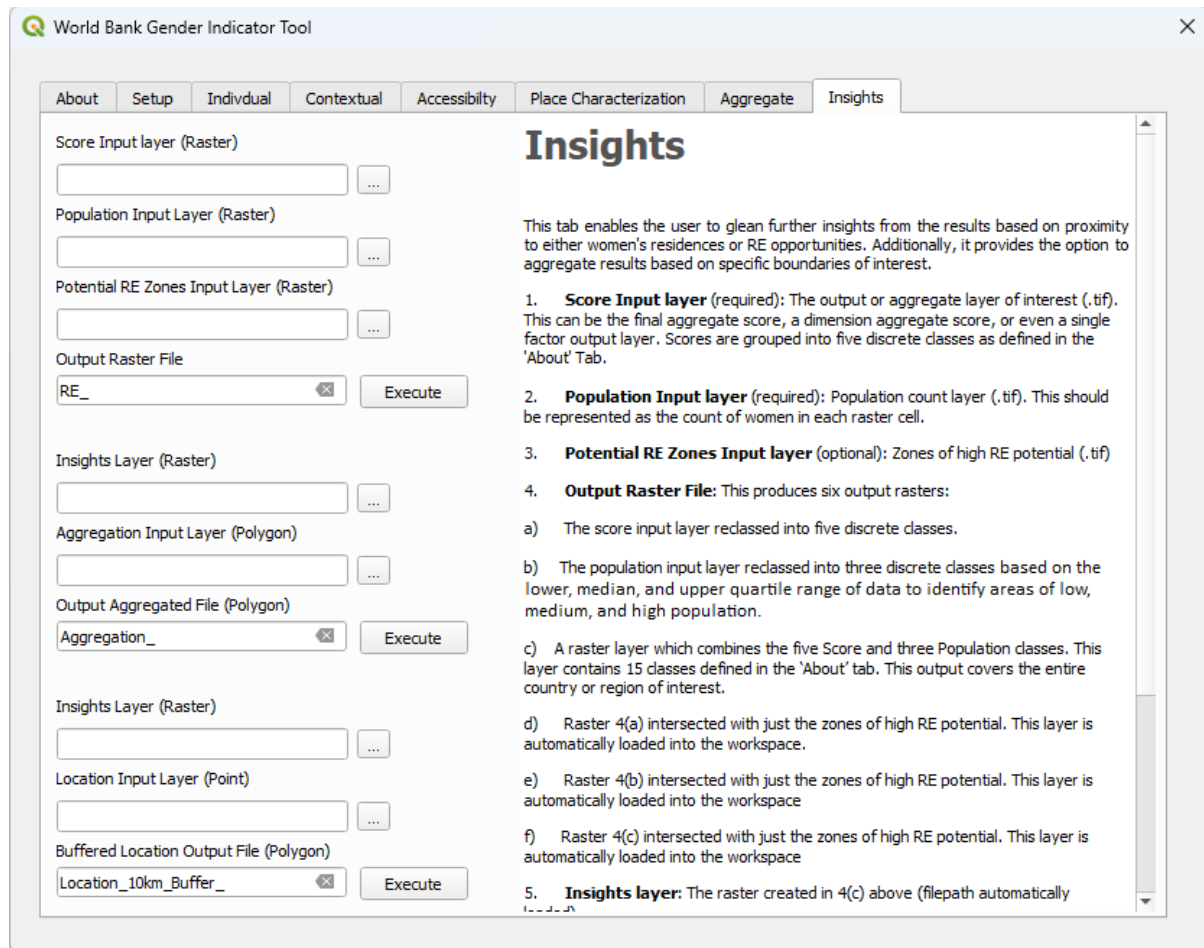 World Bank Gender Indicator Tool
About Setup Indivdual Contextual Accessibilty Place Characterization Aggregate Insights
Score Input layer (Raster)
...
Population Input Layer (Raster)
...
Potential RE Zones Input Layer (Raster)
...
Output Raster File
RE_ Execute
Insights Layer (Raster)
...
Aggregation Input Layer (Polygon)
...
Output Aggregated File (Polygon)
Aggregation_ Execute
Insights Layer (Raster)
...
Location Input Layer (Point)
...
Buffered Location Output File (Polygon)
Location_10km_Buffer_ Execute
Insights
This tab enables the user to glean further insights from the results based on proximity
to either women's residences or RE opportunities. Additionally, it provides the option to
aggregate results based on specific boundaries of interest.
1. Score Input layer (required): The output or aggregate layer of interest (.tif).
This can be the final aggregate score, a dimension aggregate score, or even a single
factor output layer. Scores are grouped into five discrete classes as defined in the
'About' Tab.
2. Population Input layer (required): Population count layer (.tif). This should
be represented as the count of women in each raster cell.
3. Potential RE Zones Input layer (optional): Zones of high RE potential (.tif)
4. Output Raster File: This produces six output rasters:
a) The score input layer reclassed into five discrete classes.
b) The population input layer reclassed into three discrete classes based on the
lower, median, and upper quartile range of data to identify areas of low,
medium, and high population.
c) A raster layer which combines the five Score and three Population classes. This
layer contains 15 classes defined in the ‘About’ tab. This output covers the entire
country or region of interest.
d) Raster 4(a) intersected with just the zones of high RE potential. This layer is
automatically loaded into the workspace.
e) Raster 4(b) intersected with just the zones of high RE potential. This layer is
automatically loaded into the workspace
f) Raster 4(c) intersected with just the zones of high RE potential. This layer is
automatically loaded into the workspace
5. Insights layer: The raster created in 4(c) above (filepath automatically